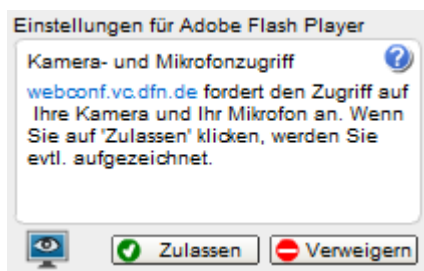 Einstellungen für Adobe Flash Player
Kamera- und Mikrofonzugriff
?
webconf.vc.dfn.de fordert den Zugriff auf
Ihre Kamera und Ihr Mikrofon an. Wenn
Sie auf 'Zulassen' klicken, werden Sie
evtl. aufgezeichnet.
Zulassen
Verweigern